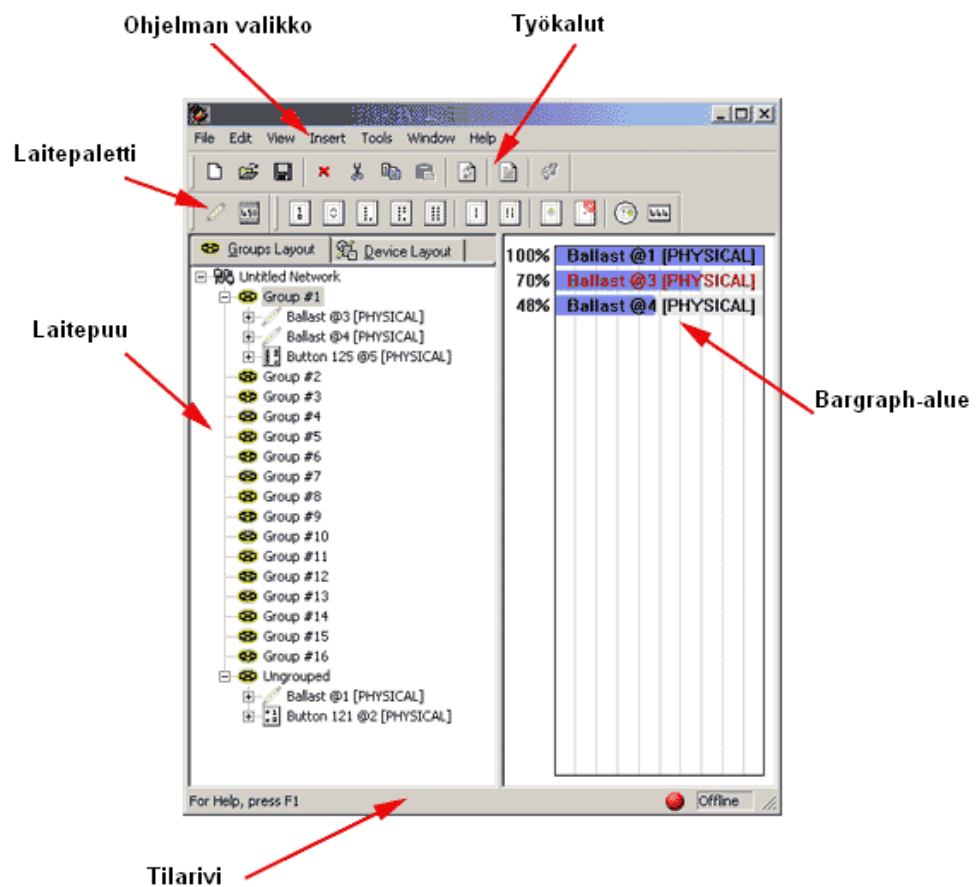 Ohjelman valikko
Työkalut
File Edit View Insert Tools Window Help
Laitepaletti
Groups Layout
Device Layout
Untitled Network
Group #1
Ballast @3 [PHYSICAL]
Ballast @4 [PHYSICAL]
Button 125 @5 [PHYSICAL]
Group #2
Group #3
Group #4
Group #5
Group #6
Group #7
Group #8
Group #9
Group #10
Group #11
Group #12
Group #13
Group #14
Group #15
Group #16
Ungrouped
Ballast @1 [PHYSICAL]
Button 121 @2 [PHYSICAL]
Laitepuu
100% Ballast @1 [PHYSICAL]
70% Ballast @3 [PHYSICAL]
48% Ballast @4 [PHYSICAL]
Bargraph-alue
For Help, press F1
Offline
Tilarivi